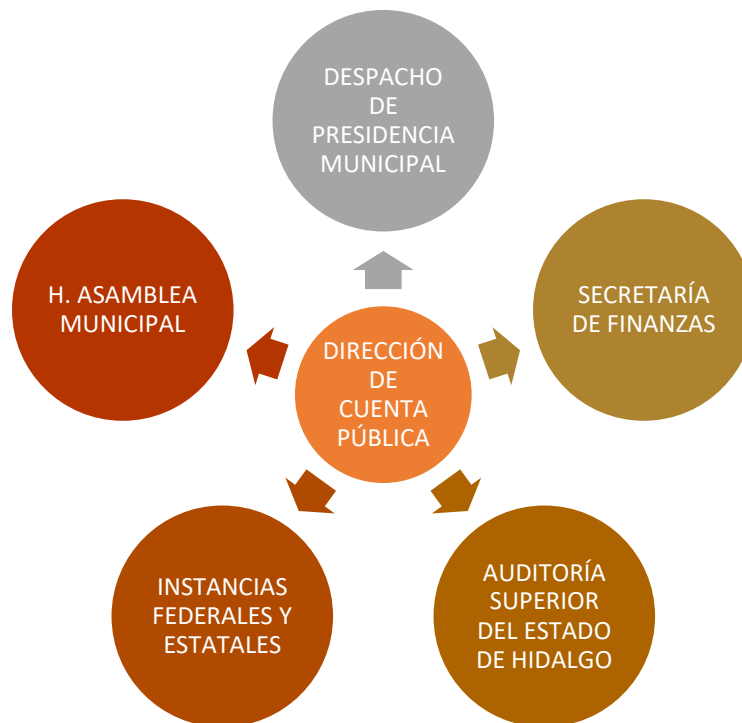 DESPACHO
DE
PRESIDENCIA
MUNICIPAL
H. ASAMBLEA
MUNICIPAL
SECRETARÍA
DE FINANZAS
DIRECCIÓN
DE
CUENTA
PÚBLICA
INSTANCIAS
FEDERALES Y
ESTATALES
AUDITORÍA
SUPERIOR
DEL ESTADO
DE HIDALGO